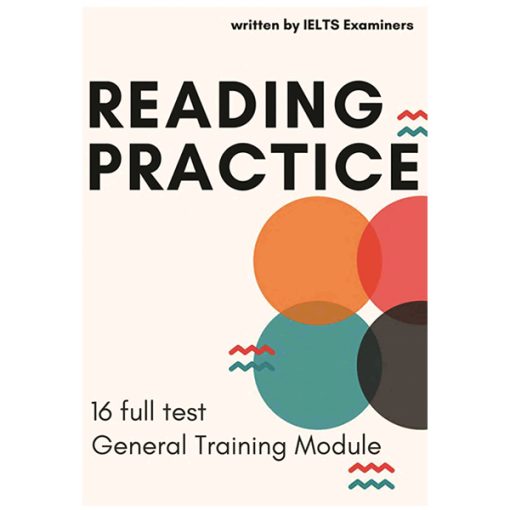 written by IELTS Examiners
READING
PRACTICE
16 full test
General Training Module